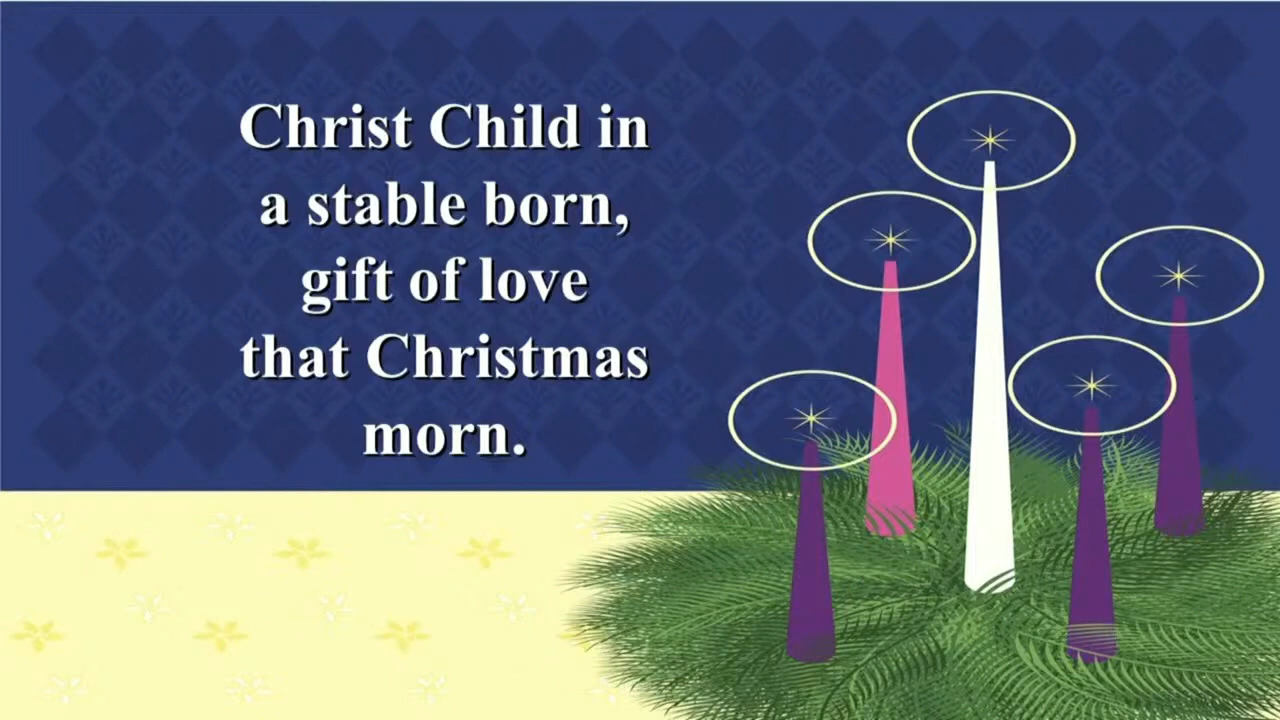 Christ Child in
a stable born,
gift of love
that Christmas
morn.